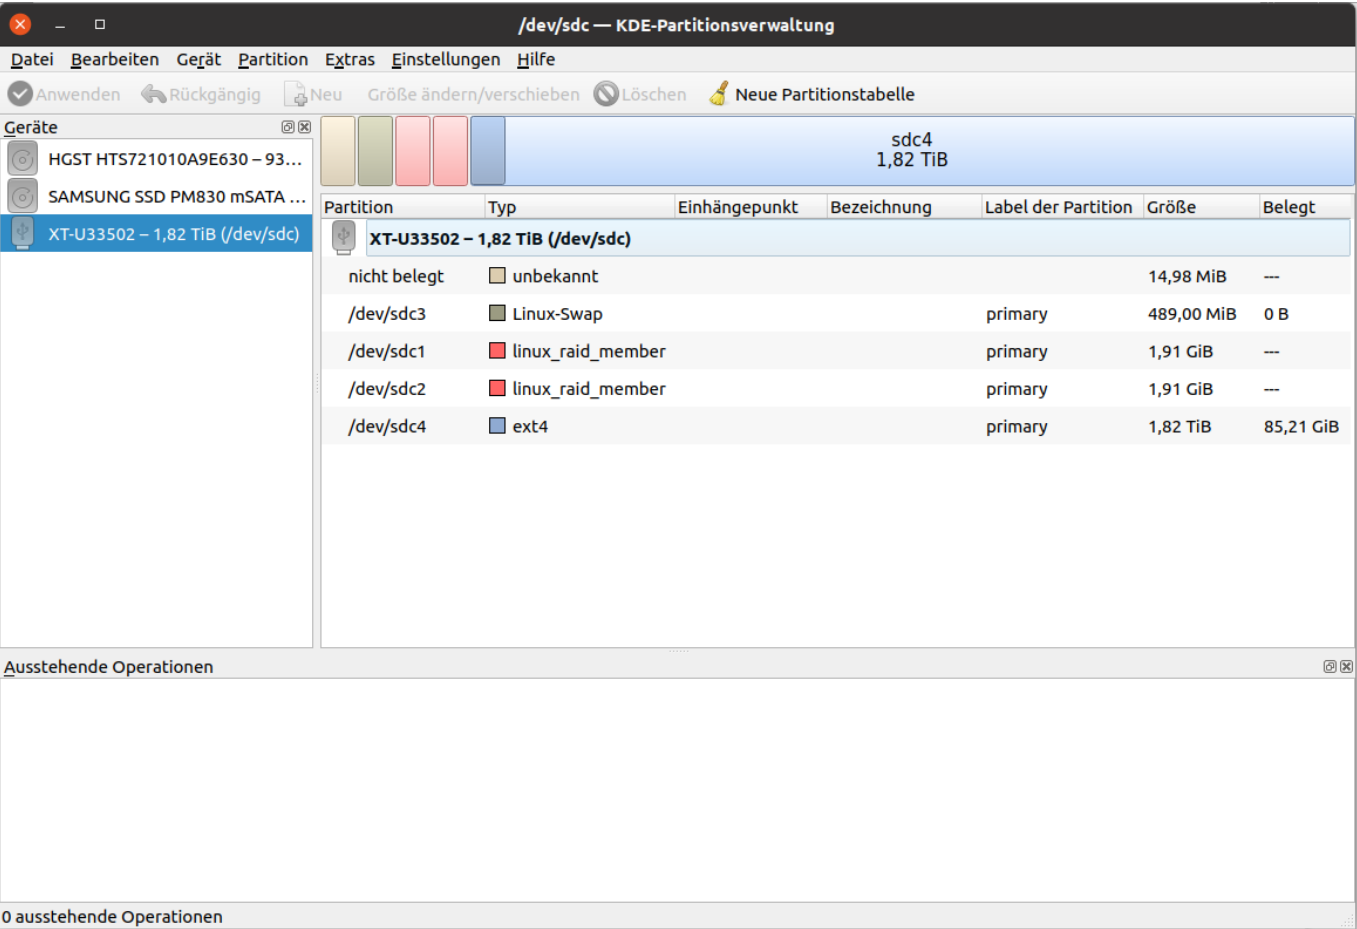 /dev/sdc — KDE-Partitionsverwaltung
Datei Bearbeiten Gerät Partition Extras Einstellungen Hilfe
Anwenden Rückgängig Neu Größe ändern/verschieben Löschen Neue Partitionstabelle
Geräte
HGST HTS721010A9E630 – 93...
SAMSUNG SSD PM830 mSATA ...
XT-U33502 – 1,82 TiB (/dev/sdc)
sdc4
1,82 TiB
Partition Typ Einhängepunkt Bezeichnung Label der Partition Größe Belegt
XT-U33502 – 1,82 TiB (/dev/sdc)
nicht belegt unbekannt 14,98 MiB ---
/dev/sdc3 Linux-Swap primary 489,00 MiB 0 B
/dev/sdc1 linux_raid_member primary 1,91 GiB ---
/dev/sdc2 linux_raid_member primary 1,91 GiB ---
/dev/sdc4 ext4 primary 1,82 TiB 85,21 GiB
Ausstehende Operationen
0 ausstehende Operationen